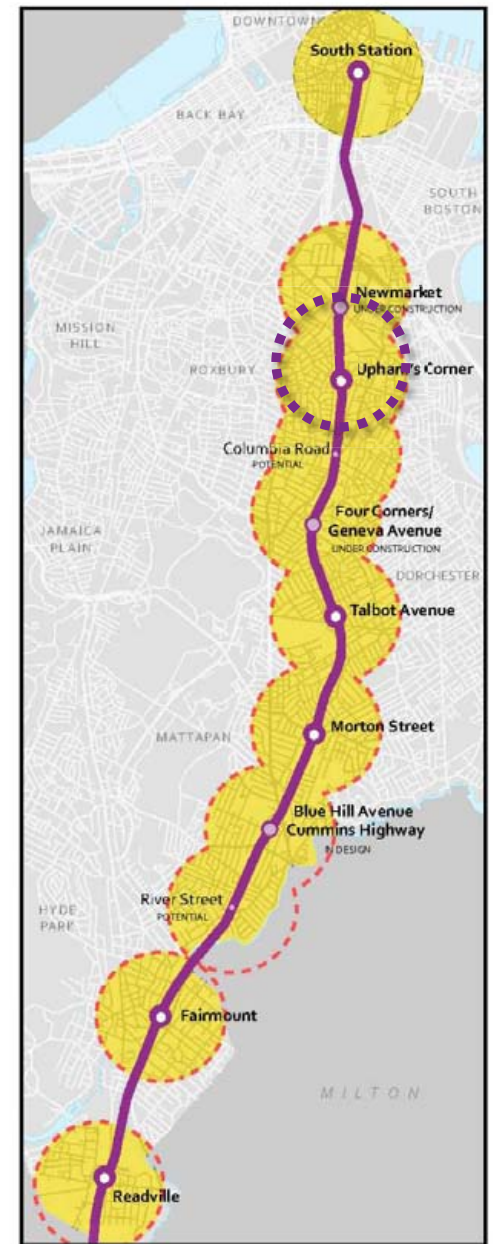 DOWNTOWN
South Station
BACK BAY
SOUTH
BOSTON
Newmarket
UNDER CONSTRUCTION
MISSION
HILL
ROXBURY
Upham's Corner
Columbia Road
POTENTIAL
Four Corners/
Geneva Avenue
UNDER CONSTRUCTION
JAMAICA
PLAIN
DORCHESTER
Talbot Avenue
Morton Street
MATTAPAN
Blue Hill Avenue
Cummins Highway
IN DESIGN
River Street
POTENTIAL
HYDE
PARK
Fairmount
MILTON
Readville